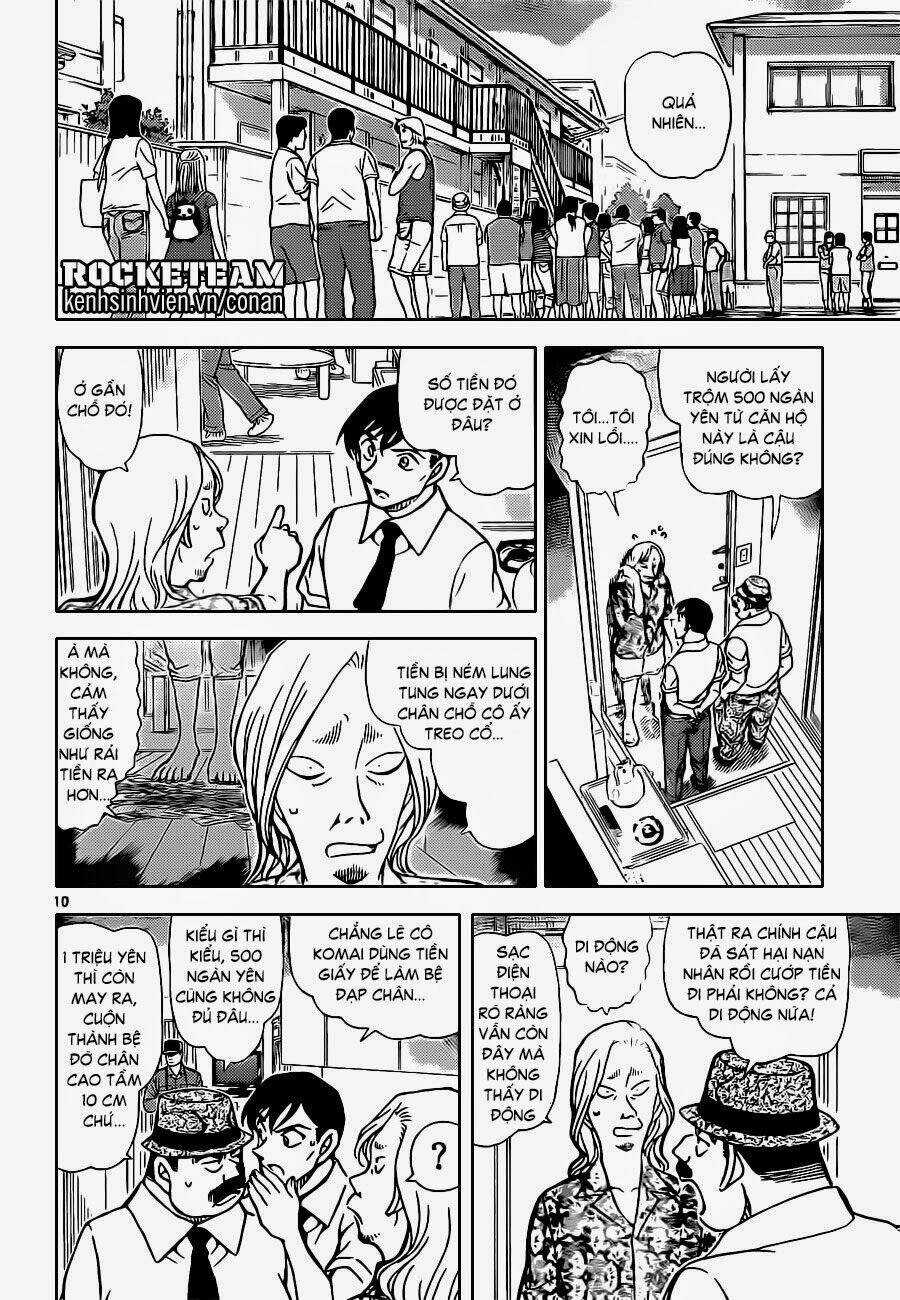 QUẢ
NHIÊN...
ROCKETEAM
kenhsinhvien.vn/conan
NGƯỜI LẤY
TRỘM 500 NGÀN
YÊN TỪ CĂN HỘ
NÀY LÀ CẬU
ĐÚNG KHÔNG?
TÔI...TÔI
XIN LỖI....
SỐ TIỀN ĐÓ
ĐƯỢC ĐẶT Ở
ĐÂU?
Ở GẦN
CHỖ ĐÓ!
TIỀN BỊ NÉM LUNG
TUNG NGAY DƯỚI
CHÂN CHỖ CÔ ẤY
TREO CỔ...
À MÀ
KHÔNG,
CẢM
THẤY
GIỐNG
NHƯ RẢI
TIỀN RA
HƠN...
10
THẬT RA CHÍNH CẬU
ĐÃ SÁT HẠI NẠN
NHÂN RỒI CƯỚP TIỀN
ĐI PHẢI KHÔNG? CẢ
DI ĐỘNG NỮA!
DI ĐỘNG
NÀO?
SẠC
ĐIỆN
THOẠI
RÕ RÀNG
VẪN CÒN
ĐÂY MÀ
KHÔNG
THẤY DI
ĐỘNG
CHẲNG LẼ CÔ
KOMAI DÙNG TIỀN
GIẤY ĐỂ LÀM BỆ
ĐẠP CHÂN...
KIỂU GÌ THÌ
KIỂU, 500
NGÀN YÊN
CŨNG KHÔNG
ĐỦ ĐÂU...
1 TRIỆU YÊN
THÌ CÒN
MAY RA,
CUỘN
THÀNH BỆ
ĐỠ CHÂN
CAO TẦM
10 CM
CHỨ...
?